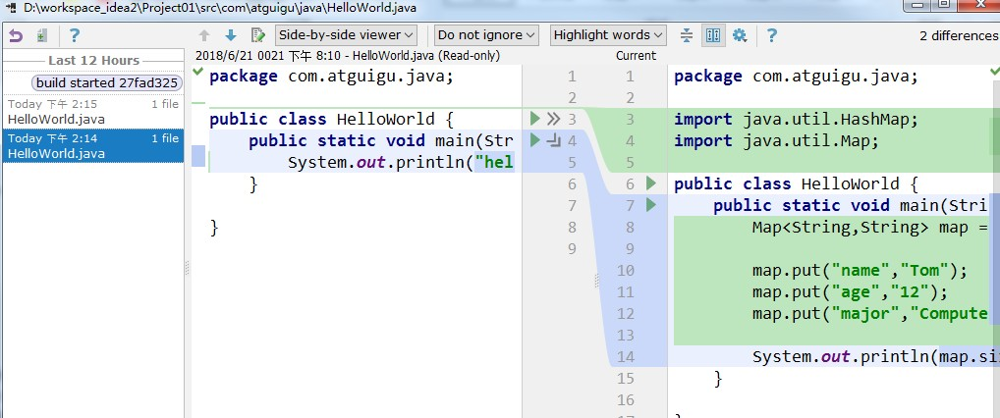 D:\workspace_idea2\Project01\src\com\atguigu\java\HelloWorld.java
Side-by-side viewer
Do not ignore
Highlight words
?
2 differences
Last 12 Hours
build started 27fad325
Today 下午 2:15 1 file
HelloWorld.java
Today 下午 2:14 1 file
HelloWorld.java
2018/6/21 0021 下午 8:10 - HelloWorld.java (Read-only)
package com.atguigu.java;
public class HelloWorld {
public static void main(Str
System.out.println("hel
}
}
1
2
3
4
5
6
7
8
9
Current
1
2
3
4
5
6
7
8
9
10
11
12
13
14
15
16
package com.atguigu.java;
import java.util.HashMap;
import java.util.Map;
public class HelloWorld {
public static void main(Stri
Map<String,String> map =
map.put("name","Tom");
map.put("age","12");
map.put("major","Compute
System.out.println(map.si
}